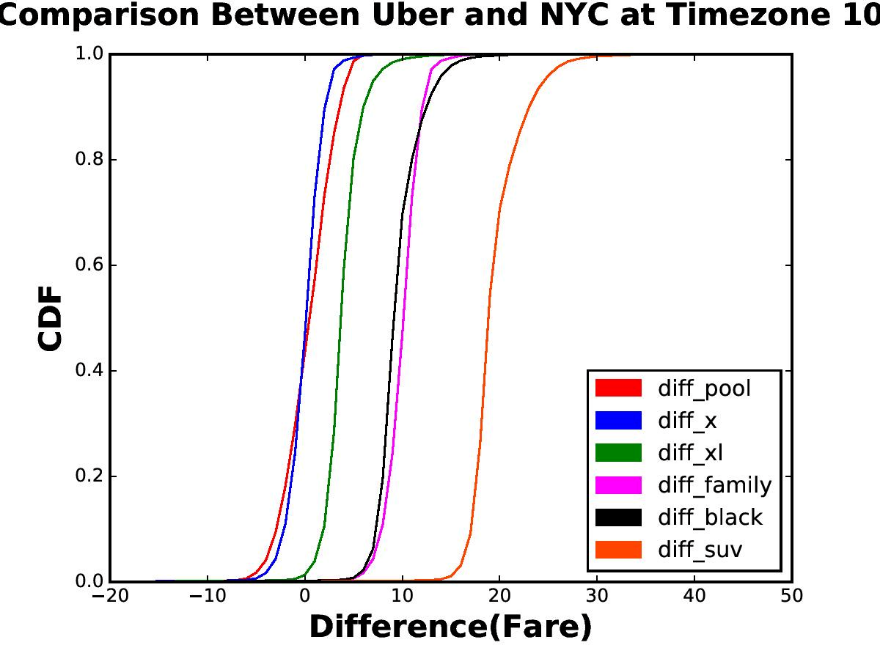 Comparison Between Uber and NYC at Timezone 10
1.0
0.8
0.6
0.4
0.2
0.0
CDF
diff_pool
diff_x
diff_xl
diff_family
diff_black
diff_suv
−20 −10 0 10 20 30 40 50
Difference(Fare)